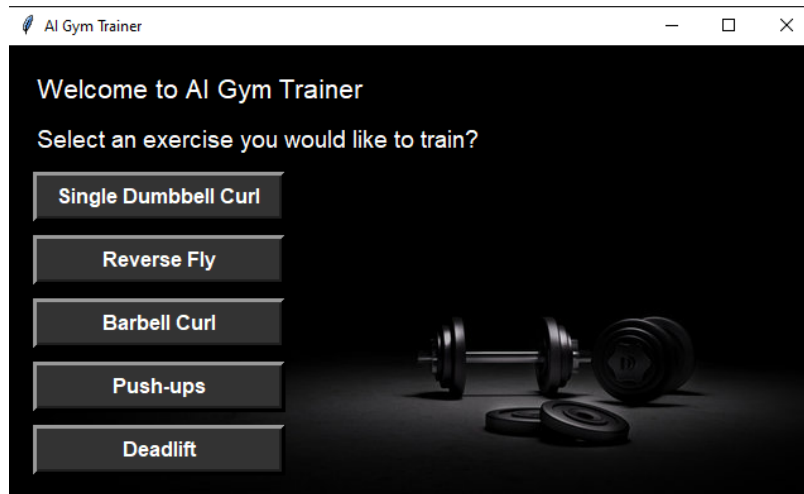 AI Gym Trainer
Welcome to AI Gym Trainer
Select an exercise you would like to train?
Single Dumbbell Curl
Reverse Fly
Barbell Curl
Push-ups
Deadlift